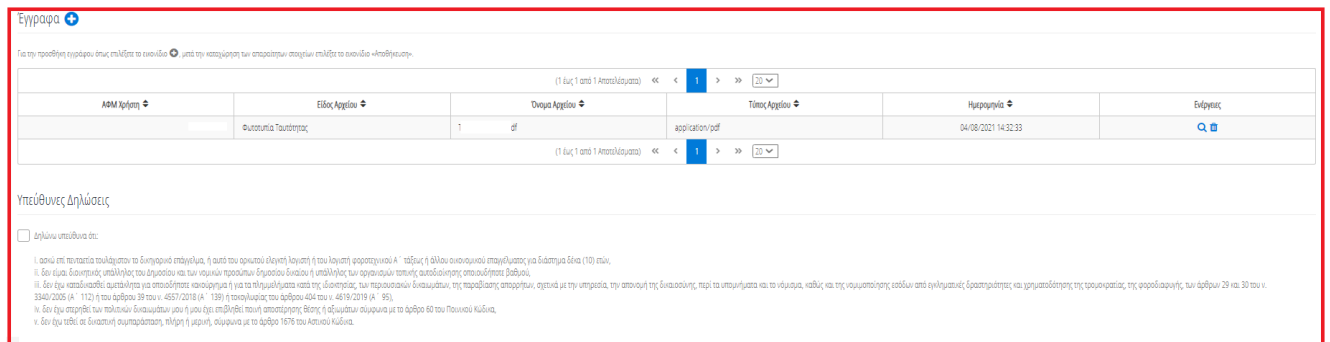 Έγγραφα
Για την προσθήκη εγγράφου όπως επιλέξετε το εικονίδιο , μετά την καταχώρηση των απαραίτητων στοιχείων επιλέξτε το εικονίδιο «Αποθήκευση».
(1 έως 1 από 1 Αποτελέσματα) « < 1 > » 20
ΑΦΜ Χρήστη Είδος Αρχείου Όνομα Αρχείου Τύπος Αρχείου Ημερομηνία Ενέργειες
Φωτοτυπία Ταυτότητας 1 df application/pdf 04/08/2021 14:32:33
(1 έως 1 από 1 Αποτελέσματα) « < 1 > » 20
Υπεύθυνες Δηλώσεις
Δηλώνω υπεύθυνα ότι:
i. ασκώ επί πενταετία τουλάχιστον το δικηγορικό επάγγελμα, ή αυτό του ορκωτού ελεγκτή λογιστή ή του λογιστή φοροτεχνικού Α΄ τάξεως ή άλλου οικονομικού επαγγέλματος για διάστημα δέκα (10) ετών,
ii. δεν είμαι διοικητικός υπάλληλος του Δημοσίου και των νομικών προσώπων δημοσίου δικαίου ή υπάλληλος των οργανισμών τοπικής αυτοδιοίκησης οποιουδήποτε βαθμού,
iii. δεν έχω καταδικασθεί αμετάκλητα για οποιοδήποτε κακούργημα ή για τα πλημμελήματα κατά της ιδιοκτησίας, των περιουσιακών δικαιωμάτων, της παραβίασης απορρήτων, σχετικά με την υπηρεσία, την απονομή της δικαιοσύνης, περί τα υπομνήματα και το νόμισμα, καθώς και της νομιμοποίησης εσόδων από εγκληματικές δραστηριότητες και χρηματοδότησης της τρομοκρατίας, της φοροδιαφυγής, των άρθρων 29 και 30 του ν.
3340/2005 (Α΄ 112) ή του άρθρου 39 του ν. 4557/2018 (Α΄ 139) ή τοκογλυφίας του άρθρου 404 του ν. 4619/2019 (Α΄ 95),
iv. δεν έχω στερηθεί των πολιτικών δικαιωμάτων μου ή μου έχει επιβληθεί ποινή αποστέρησης θέσης ή αξιωμάτων σύμφωνα με το άρθρο 60 του Ποινικού Κώδικα,
v. δεν έχω τεθεί σε δικαστική συμπαράσταση, πλήρη ή μερική, σύμφωνα με το άρθρο 1676 του Αστικού Κώδικα,